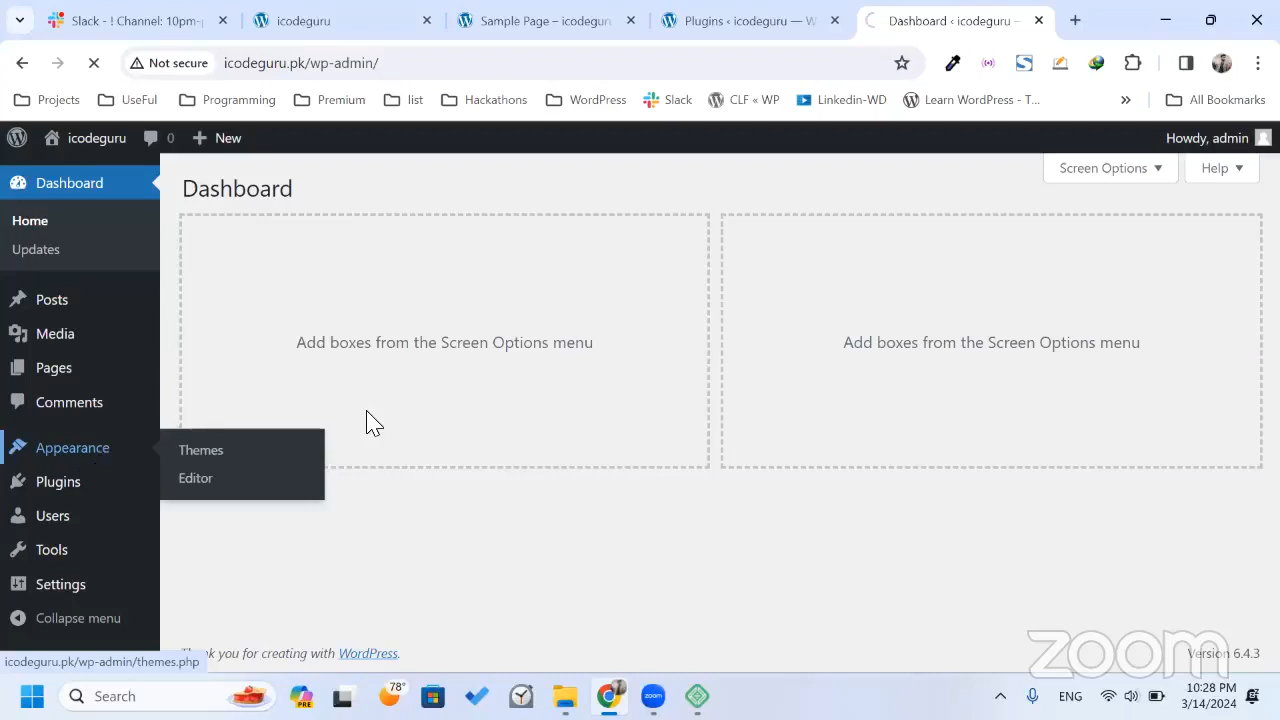 Slack - ! Channel: 10pm-
icodeguru
Sample Page – icodeguru
Plugins ‹ icodeguru — W
Dashboard ‹ icodeguru —
Not secure
icodeguru.pk/wp-admin/
Projects
UseFul
Programming
Premium
list
Hackathons
WordPress
Slack
CLF « WP
Linkedin-WD
Learn WordPress - T...
All Bookmarks
icodeguru
0
New
Howdy, admin
Dashboard
Home
Updates
Posts
Media
Pages
Comments
Appearance
Plugins
Users
Tools
Settings
Collapse menu
Themes
Editor
Dashboard
Screen Options
Help
Add boxes from the Screen Options menu
Add boxes from the Screen Options menu
icodeguru.pk/wp-admin/themes.php
you for creating with WordPress.
Version 6.4.3
zoom
Search
PRE
78°
zoom
ENG
10:28 PM
3/14/2024